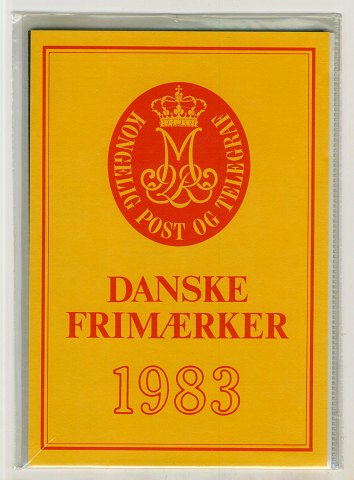 KONGELIG POST OG TELEGRAF
DANSKE
FRIMÆRKER
1983